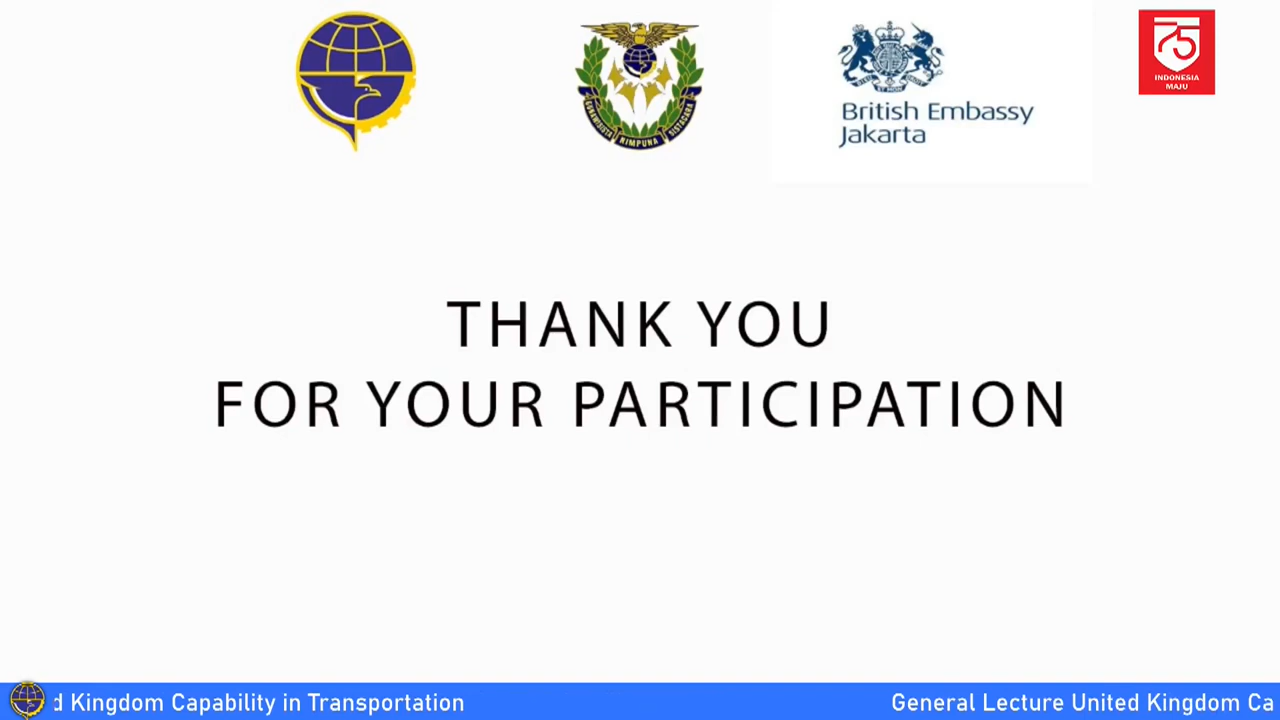 British Embassy
Jakarta
75
INDONESIA
MAJU
THANK YOU
FOR YOUR PARTICIPATION
d Kingdom Capability in Transportation
General Lecture United Kingdom Ca